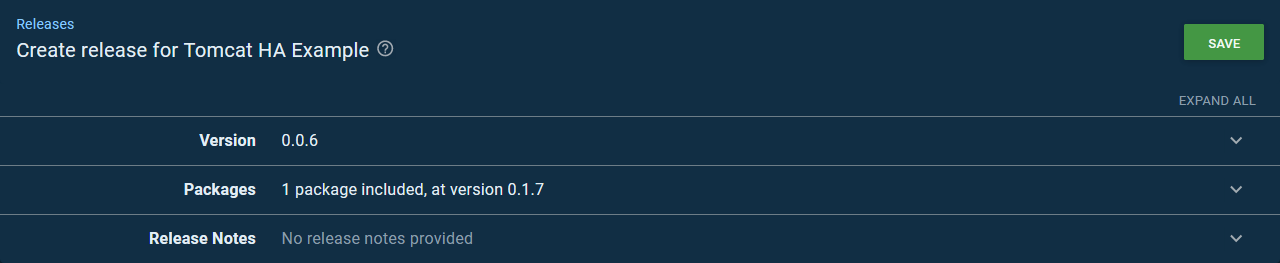 Releases
Create release for Tomcat HA Example
SAVE
EXPAND ALL
Version 0.0.6
Packages 1 package included, at version 0.1.7
Release Notes No release notes provided